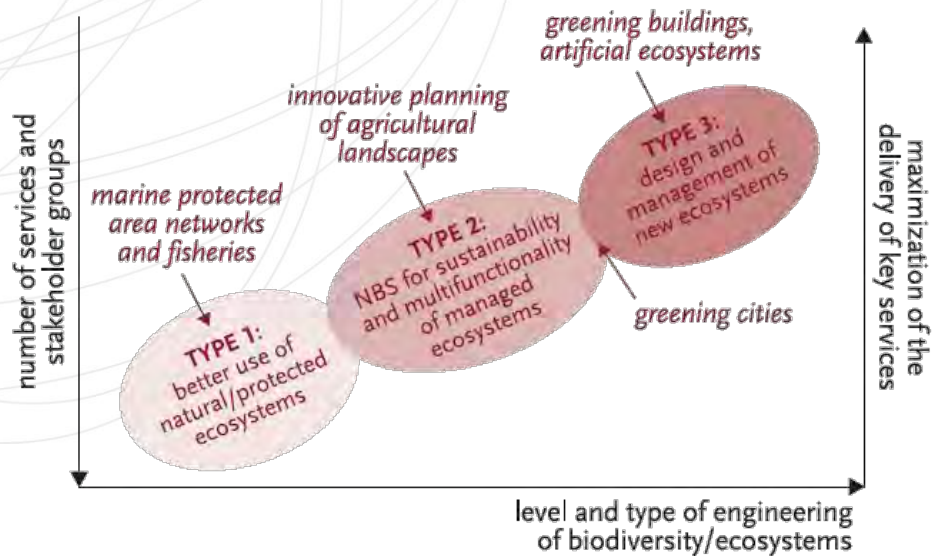 greening buildings,
artificial ecosystems
innovative planning
of agricultural
landscapes
marine protected
area networks
and fisheries
TYPE 1:
better use of
natural/protected
ecosystems
TYPE 2:
NBS for sustainability
and multifunctionality
of managed
ecosystems
TYPE 3:
design and
management of
new ecosystems
greening cities
number of services and
stakeholder groups
maximization of the
delivery of key services
level and type of engineering
of biodiversity/ecosystems